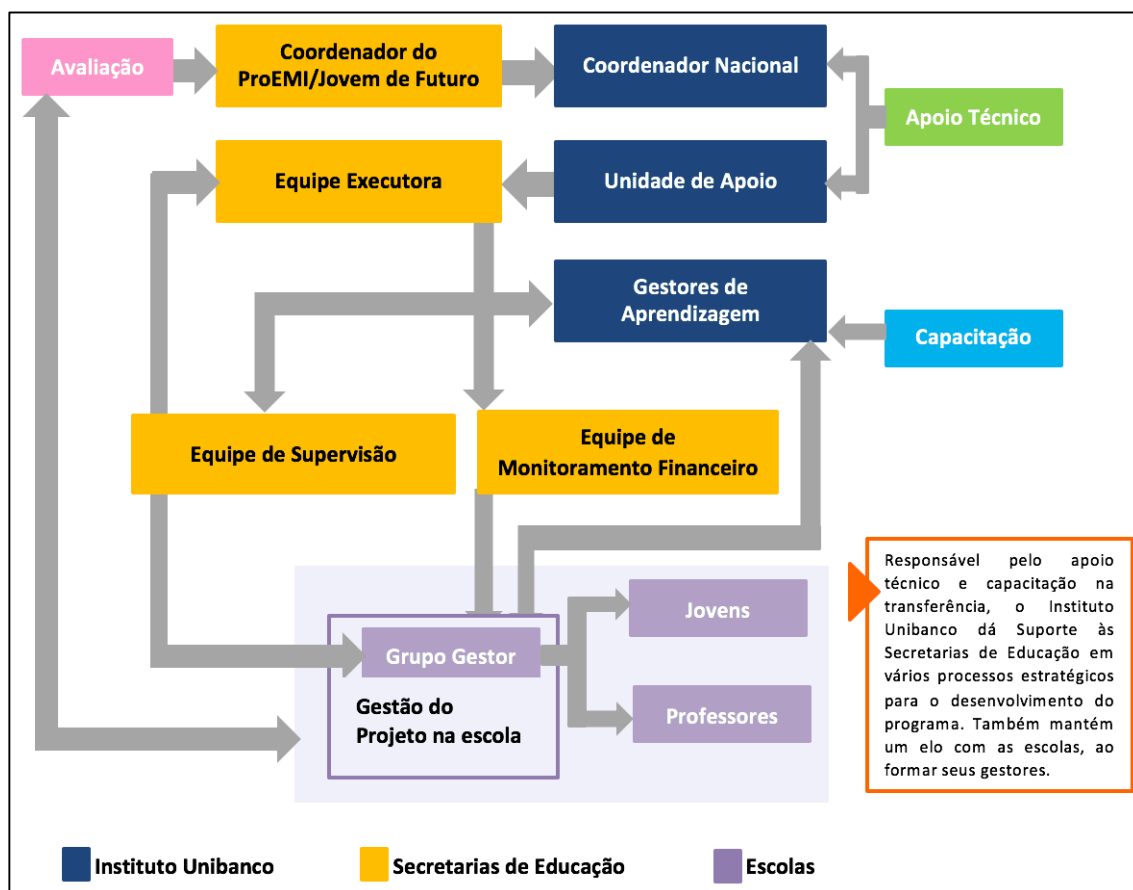 Avaliação
Coordenador do
ProEMI/Jovem de Futuro
Coordenador Nacional
Apoio Técnico
Equipe Executora
Unidade de Apoio
Gestores de
Aprendizagem
Capacitação
Equipe de Supervisão
Equipe de
Monitoramento Financeiro
Jovens
Grupo Gestor
Gestão do
Projeto na escola
Professores
Responsável pelo apoio
técnico e capacitação na
transferência, o Instituto
Unibanco dá Suporte às
Secretarias de Educação em
vários processos estratégicos
para o desenvolvimento do
programa. Também mantém
um elo com as escolas, ao
formar seus gestores.
Instituto Unibanco
Secretarias de Educação
Escolas